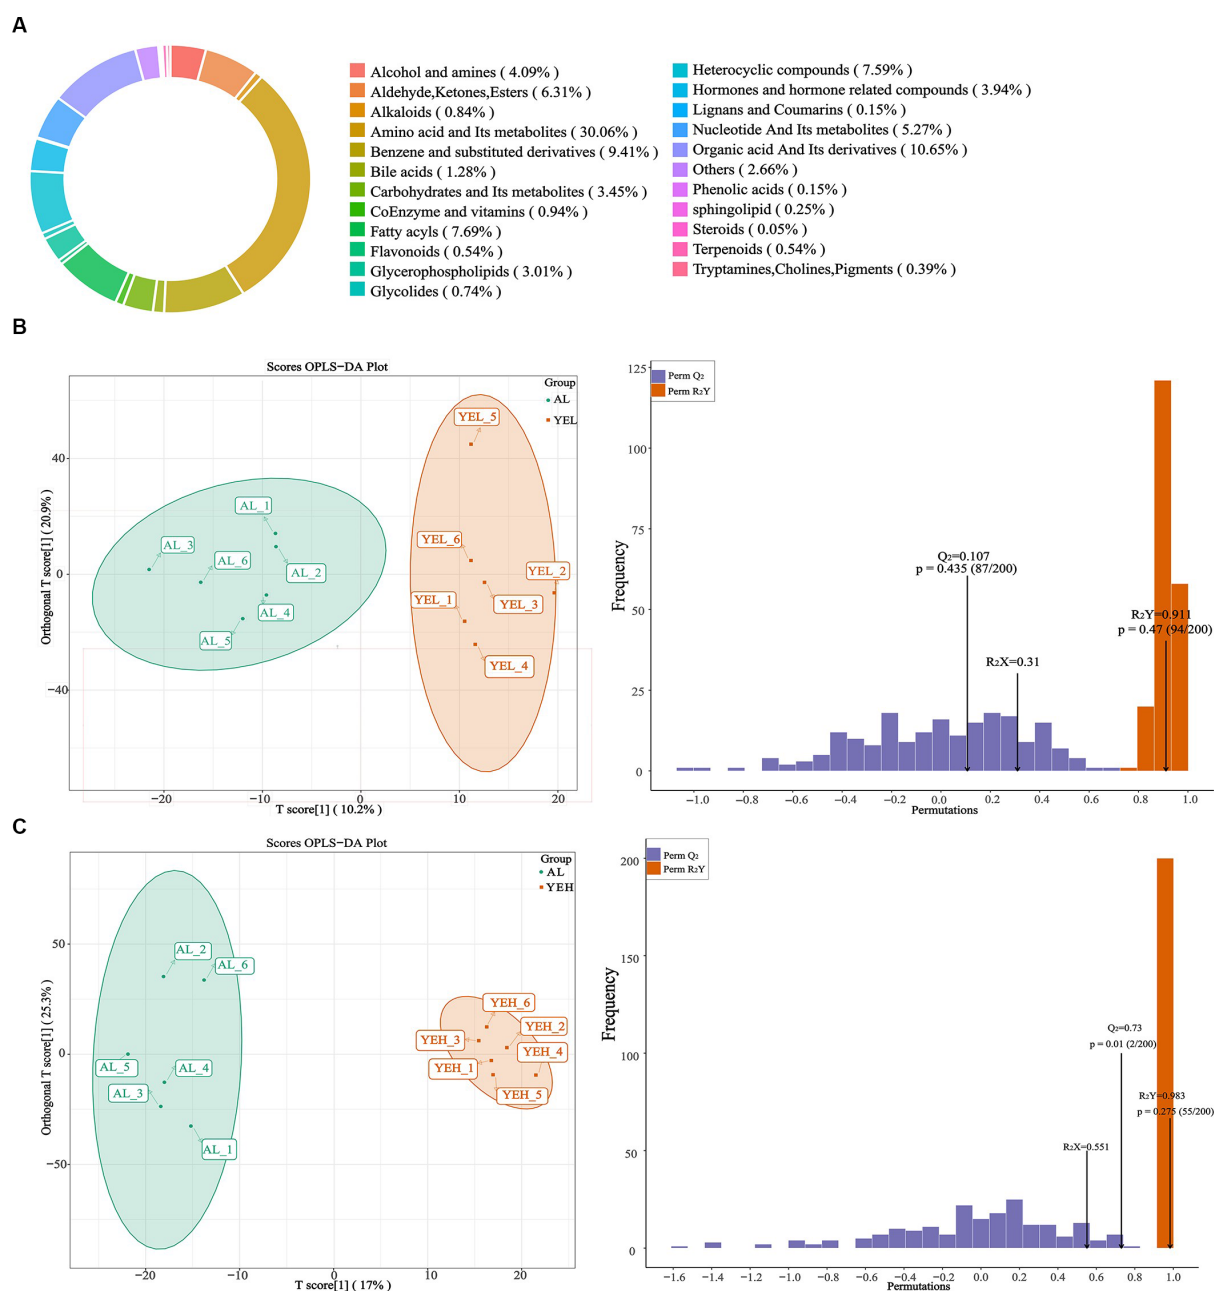 A
Alcohol and amines ( 4.09% )
Aldehyde,Ketones,Esters ( 6.31% )
Alkaloids ( 0.84% )
Amino acid and Its metabolites ( 30.06% )
Benzene and substituted derivatives ( 9.41% )
Bile acids ( 1.28% )
Carbohydrates and Its metabolites ( 3.45% )
CoEnzyme and vitamins ( 0.94% )
Fatty acyls ( 7.69% )
Flavonoids ( 0.54% )
Glycerophospholipids ( 3.01% )
Glycolides ( 0.74% )
Heterocyclic compounds ( 7.59% )
Hormones and hormone related compounds ( 3.94% )
Lignans and Coumarins ( 0.15% )
Nucleotide And Its metabolites ( 5.27% )
Organic acid And Its derivatives ( 10.65% )
Others ( 2.66% )
Phenolic acids ( 0.15% )
sphingolipid ( 0.25% )
Steroids ( 0.05% )
Terpenoids ( 0.54% )
Tryptamines,Cholines,Pigments ( 0.39% )
B
Scores OPLS−DA Plot
Group
AL
YEL
Orthogonal T score[1] ( 20.9% )
40
0
−40
YEL_5
AL_1
AL_3
AL_6
AL_2
AL_4
AL_5
YEL_6
YEL_2
YEL_1
YEL_3
YEL_4
−20
−10
0
10
20
T score[1] ( 10.2% )
Perm Q2
Perm R2Y
Frequency
125
100
75
50
25
0
Q2=0.107
p = 0.435 (87/200)
R2X=0.31
R2Y=0.911
p = 0.47 (94/200)
−1.0
−0.8
−0.6
−0.4
−0.2
0.0
0.2
0.4
0.6
0.8
1.0
Permutations
C
Scores OPLS−DA Plot
Group
AL
YEH
Orthogonal T score[1] ( 25.3% )
50
0
−50
AL_2
AL_6
AL_5
AL_4
AL_3
AL_1
YEH_6
YEH_2
YEH_3
YEH_4
YEH_1
YEH_5
−20
−10
0
10
20
T score[1] ( 17% )
Perm Q2
Perm R2Y
Frequency
200
150
100
50
0
Q2=0.73
p = 0.01 (2/200)
R2Y=0.983
p = 0.275 (55/200)
R2X=0.551
−1.6
−1.4
−1.2
−1.0
−0.8
−0.6
−0.4
−0.2
0.0
0.2
0.4
0.6
0.8
1.0
Permutations